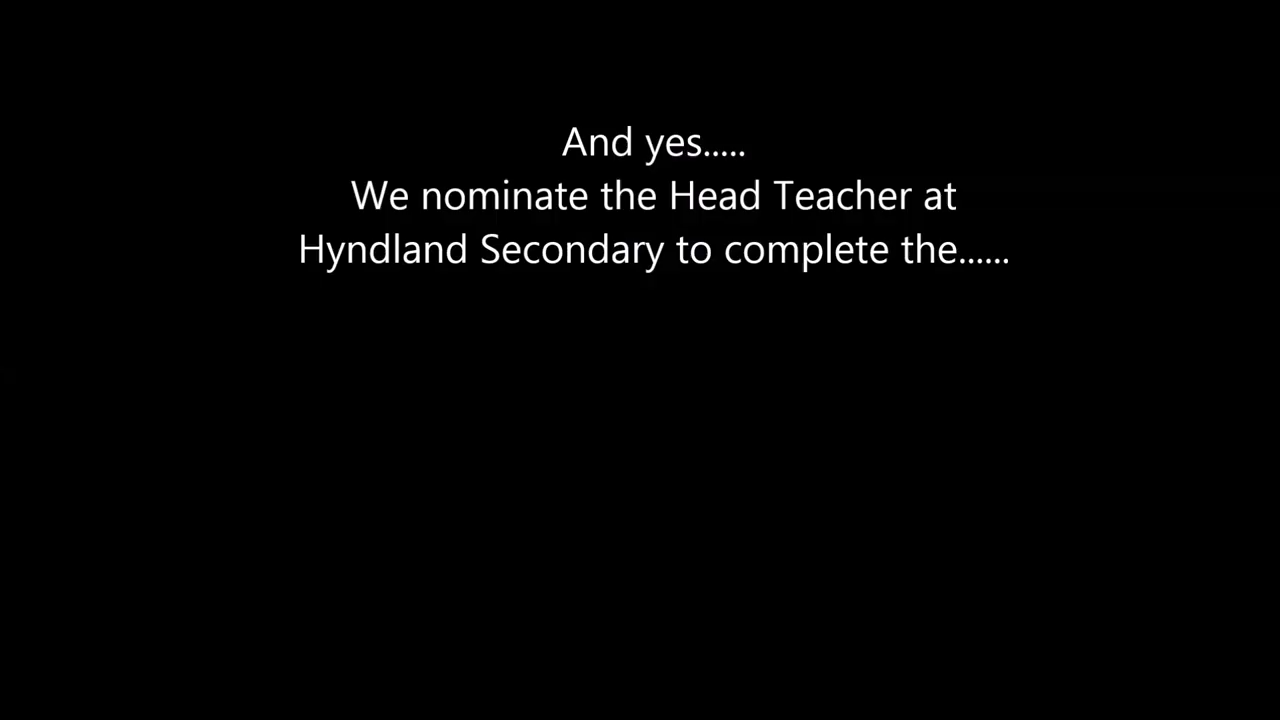 And yes.....
We nominate the Head Teacher at
Hyndland Secondary to complete the......